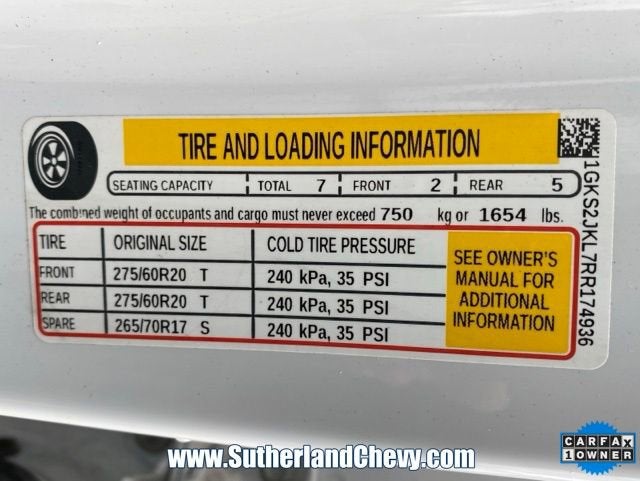 TIRE AND LOADING INFORMATION
SEATING CAPACITY TOTAL 7 FRONT 2 REAR 5
The combined weight of occupants and cargo must never exceed 750 kg or 1654 lbs.
TIRE ORIGINAL SIZE COLD TIRE PRESSURE
FRONT 275/60R20 T 240 kPa, 35 PSI
REAR 275/60R20 T 240 kPa, 35 PSI
SPARE 265/70R17 S 240 kPa, 35 PSI
SEE OWNER'S
MANUAL FOR
ADDITIONAL
INFORMATION
1GKS2JKL7RR174936
www.SutherlandChevy.com
CARFAX
1 OWNER